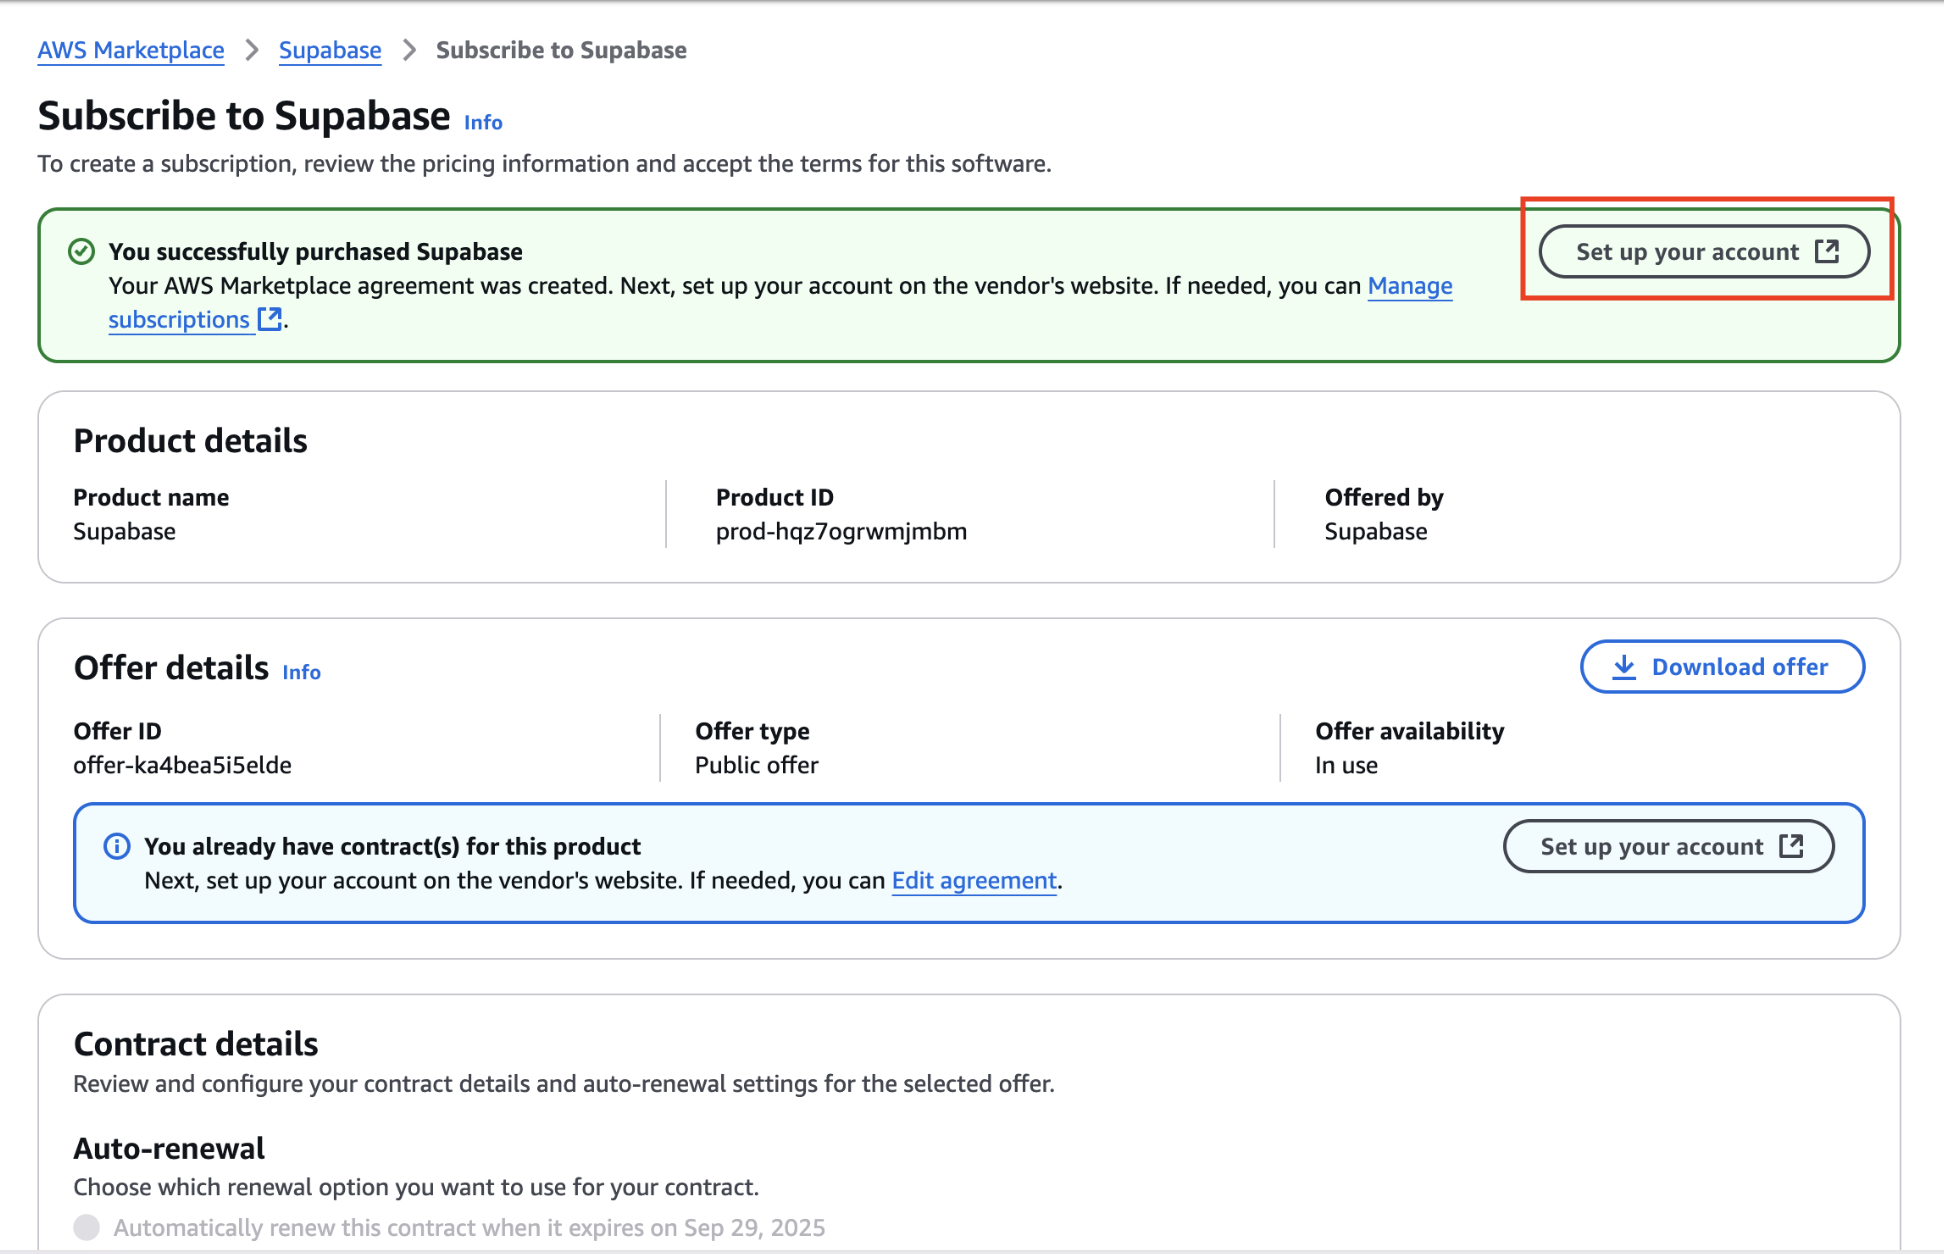 AWS Marketplace > Supabase > Subscribe to Supabase
Subscribe to Supabase Info
To create a subscription, review the pricing information and accept the terms for this software.
You successfully purchased Supabase
Set up your account
Your AWS Marketplace agreement was created. Next, set up your account on the vendor's website. If needed, you can Manage
subscriptions.
Product details
Product name
Supabase
Product ID
prod-hqz7ogrwmjmbm
Offered by
Supabase
Offer details Info
Download offer
Offer ID
offer-ka4bea5i5elde
Offer type
Public offer
Offer availability
In use
You already have contract(s) for this product
Set up your account
Next, set up your account on the vendor's website. If needed, you can Edit agreement.
Contract details
Review and configure your contract details and auto-renewal settings for the selected offer.
Auto-renewal
Choose which renewal option you want to use for your contract.
Automatically renew this contract when it expires on Sep 29, 2025